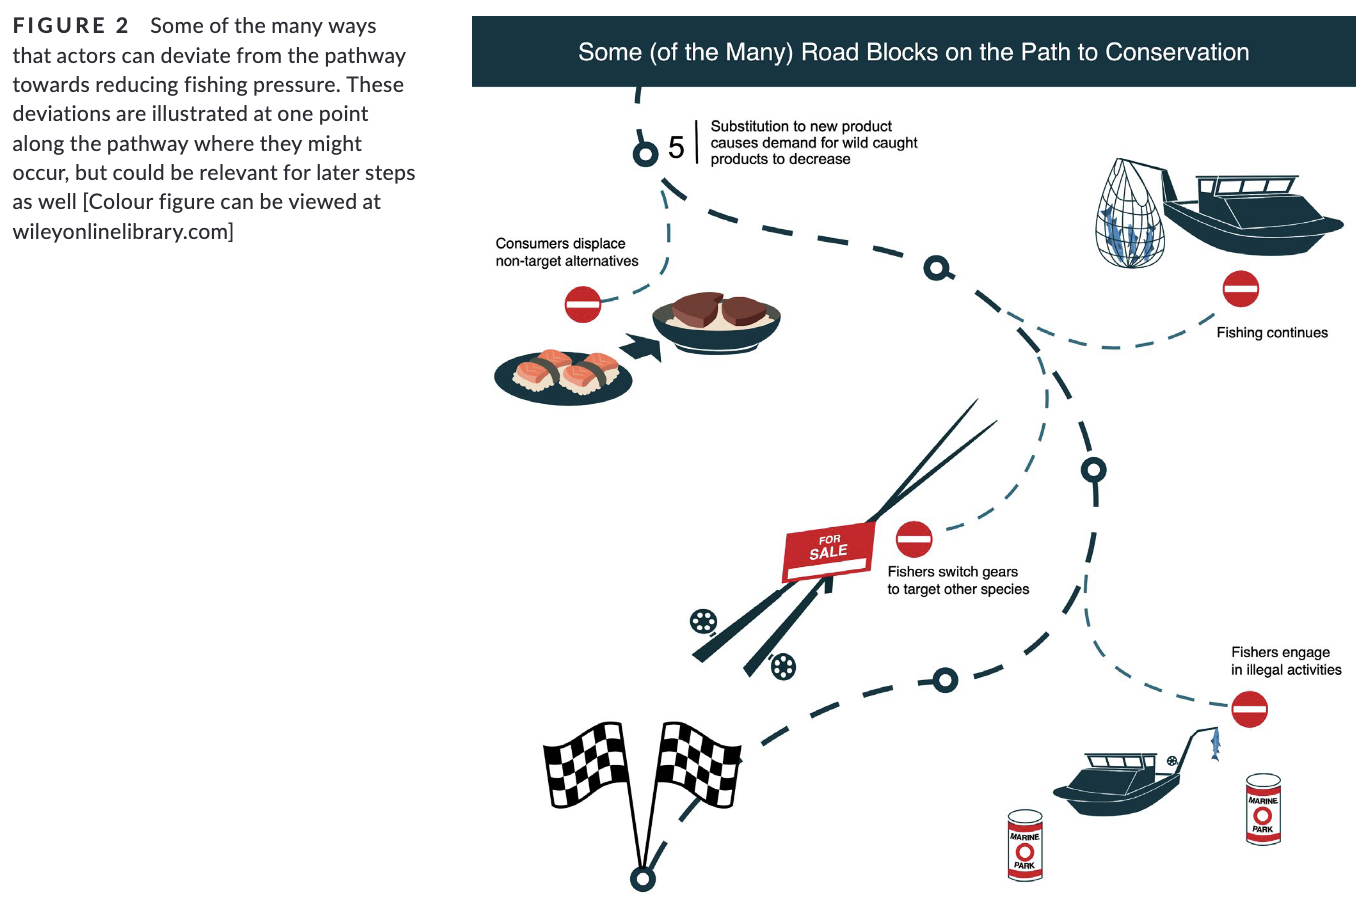 FIGURE 2 Some of the many ways
that actors can deviate from the pathway
towards reducing fishing pressure. These
deviations are illustrated at one point
along the pathway where they might
occur, but could be relevant for later steps
as well [Colour figure can be viewed at
wileyonlinelibrary.com]
Some (of the Many) Road Blocks on the Path to Conservation
5
Substitution to new product
causes demand for wild caught
products to decrease
Consumers displace
non-target alternatives
Fishing continues
FOR
SALE
Fishers switch gears
to target other species
Fishers engage
in illegal activities
MARINE
PARK
MARINE
PARK